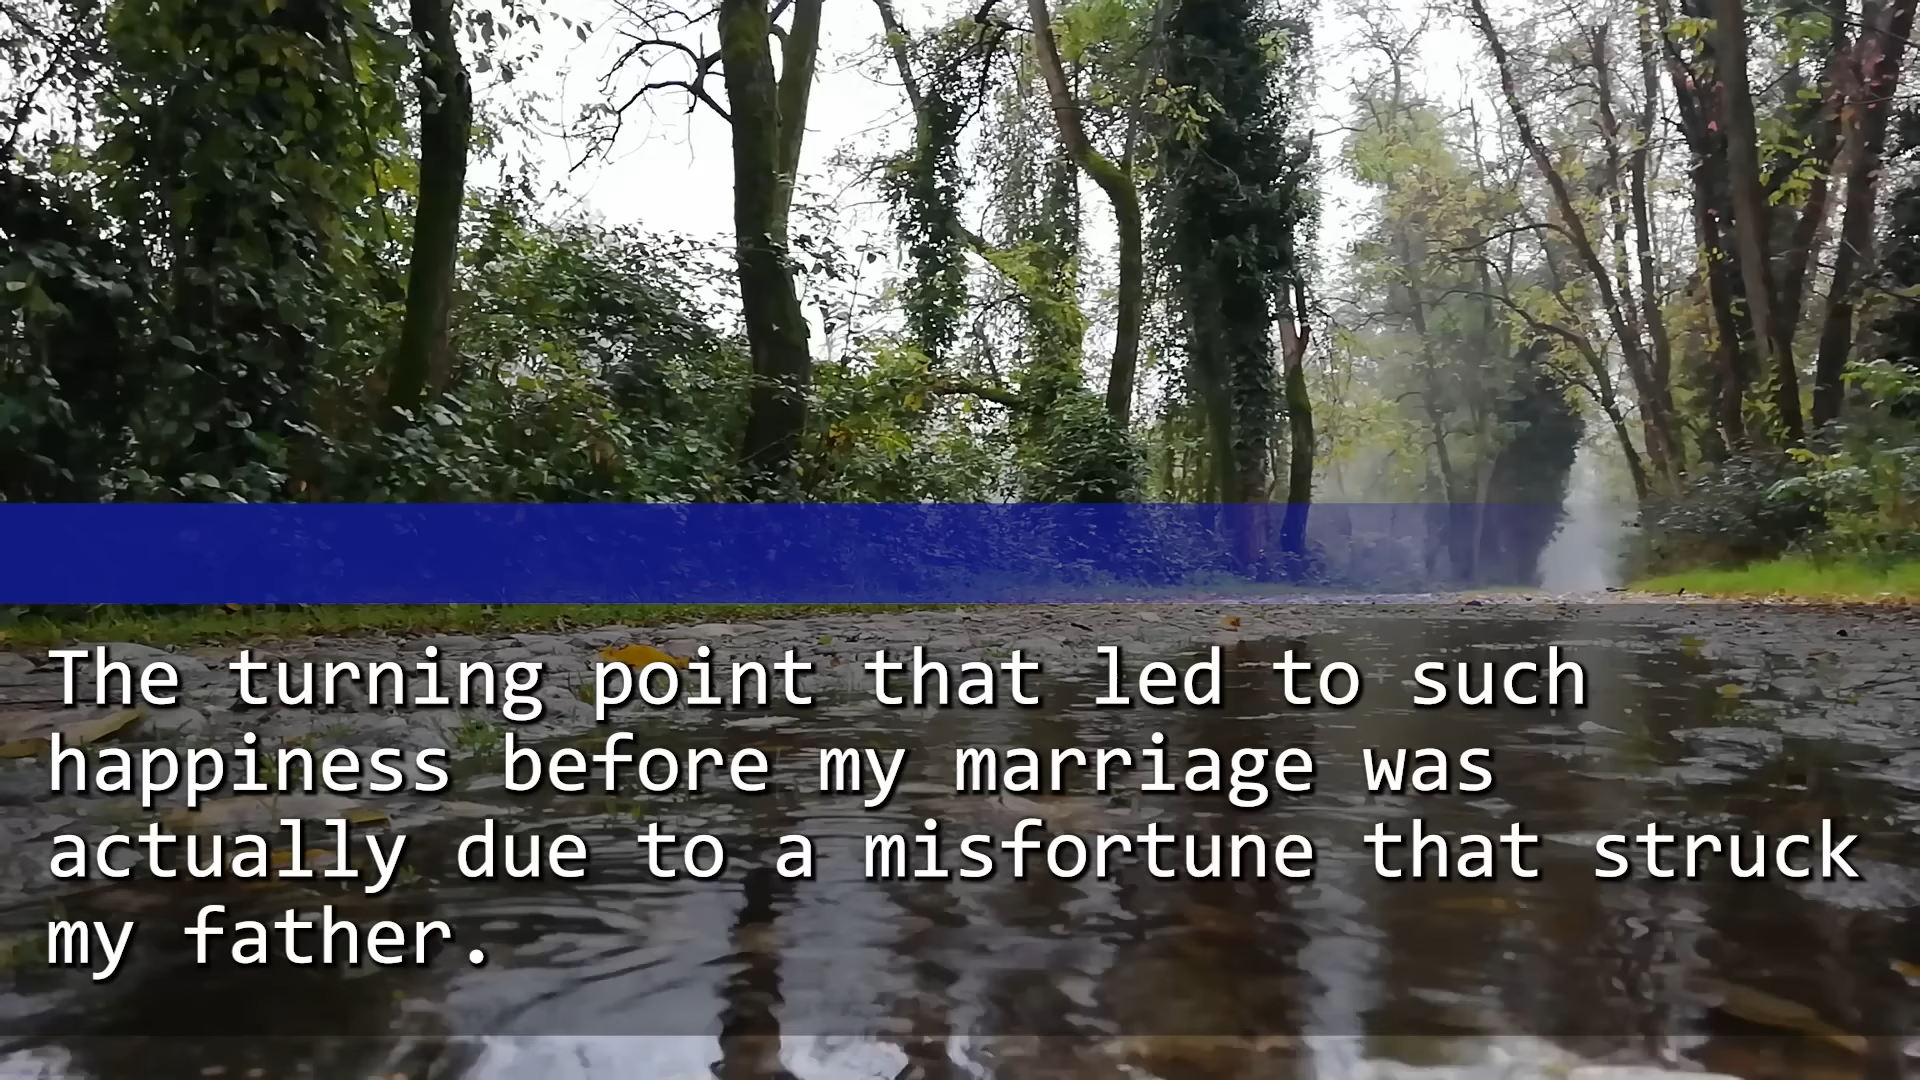 The turning point that led to such
happiness before my marriage was
actually due to a misfortune that struck
my father.